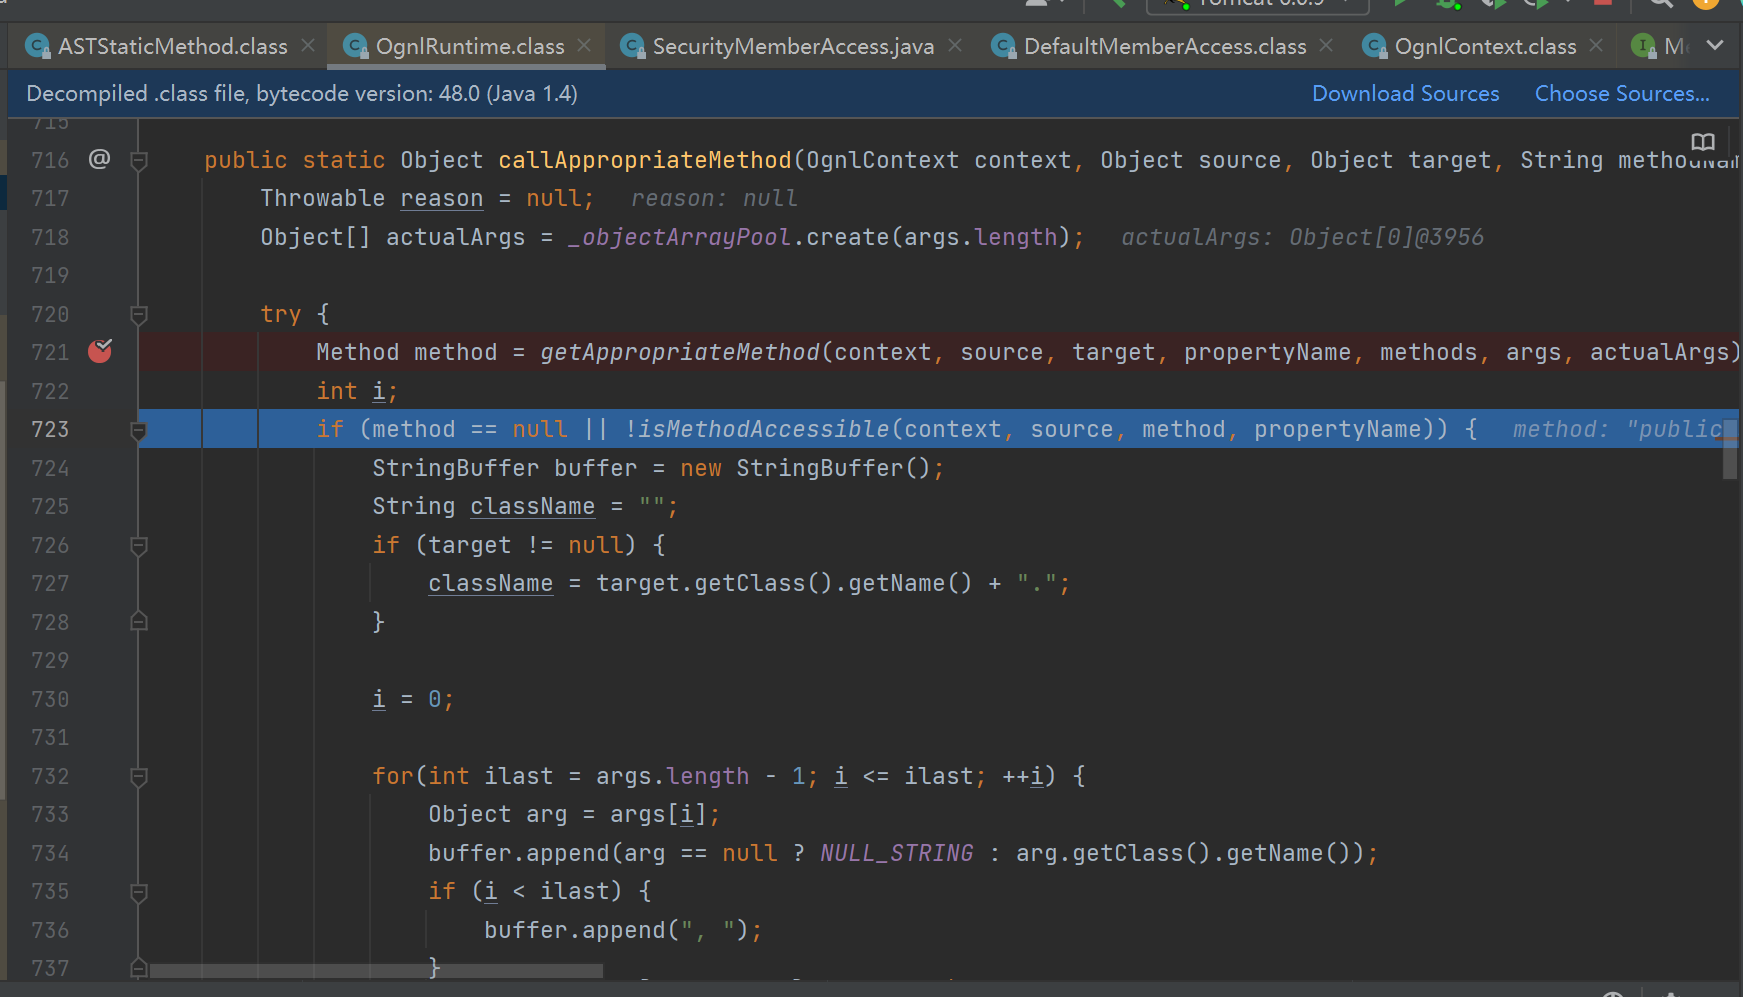 Tomcat 6.0.9
ASTStaticMethod.class OgnlRuntime.class SecurityMemberAccess.java DefaultMemberAccess.class OgnlContext.class
Decompiled .class file, bytecode version: 48.0 (Java 1.4) Download Sources Choose Sources...
715
716 @ public static Object callAppropriateMethod(OgnlContext context, Object source, Object target, String methodNam
717 Throwable reason = null; reason: null
718 Object[] actualArgs = _objectArrayPool.create(args.length); actualArgs: Object[0]@3956
719
720 try {
721 Method method = getAppropriateMethod(context, source, target, propertyName, methods, args, actualArgs)
722 int i;
723 if (method == null || !isMethodAccessible(context, source, method, propertyName)) { method: "public
724 StringBuffer buffer = new StringBuffer();
725 String className = "";
726 if (target != null) {
727 className = target.getClass().getName() + ".";
728 }
729
730 i = 0;
731
732 for(int ilast = args.length - 1; i <= ilast; ++i) {
733 Object arg = args[i];
734 buffer.append(arg == null ? NULL_STRING : arg.getClass().getName());
735 if (i < ilast) {
736 buffer.append(", ");
737 }